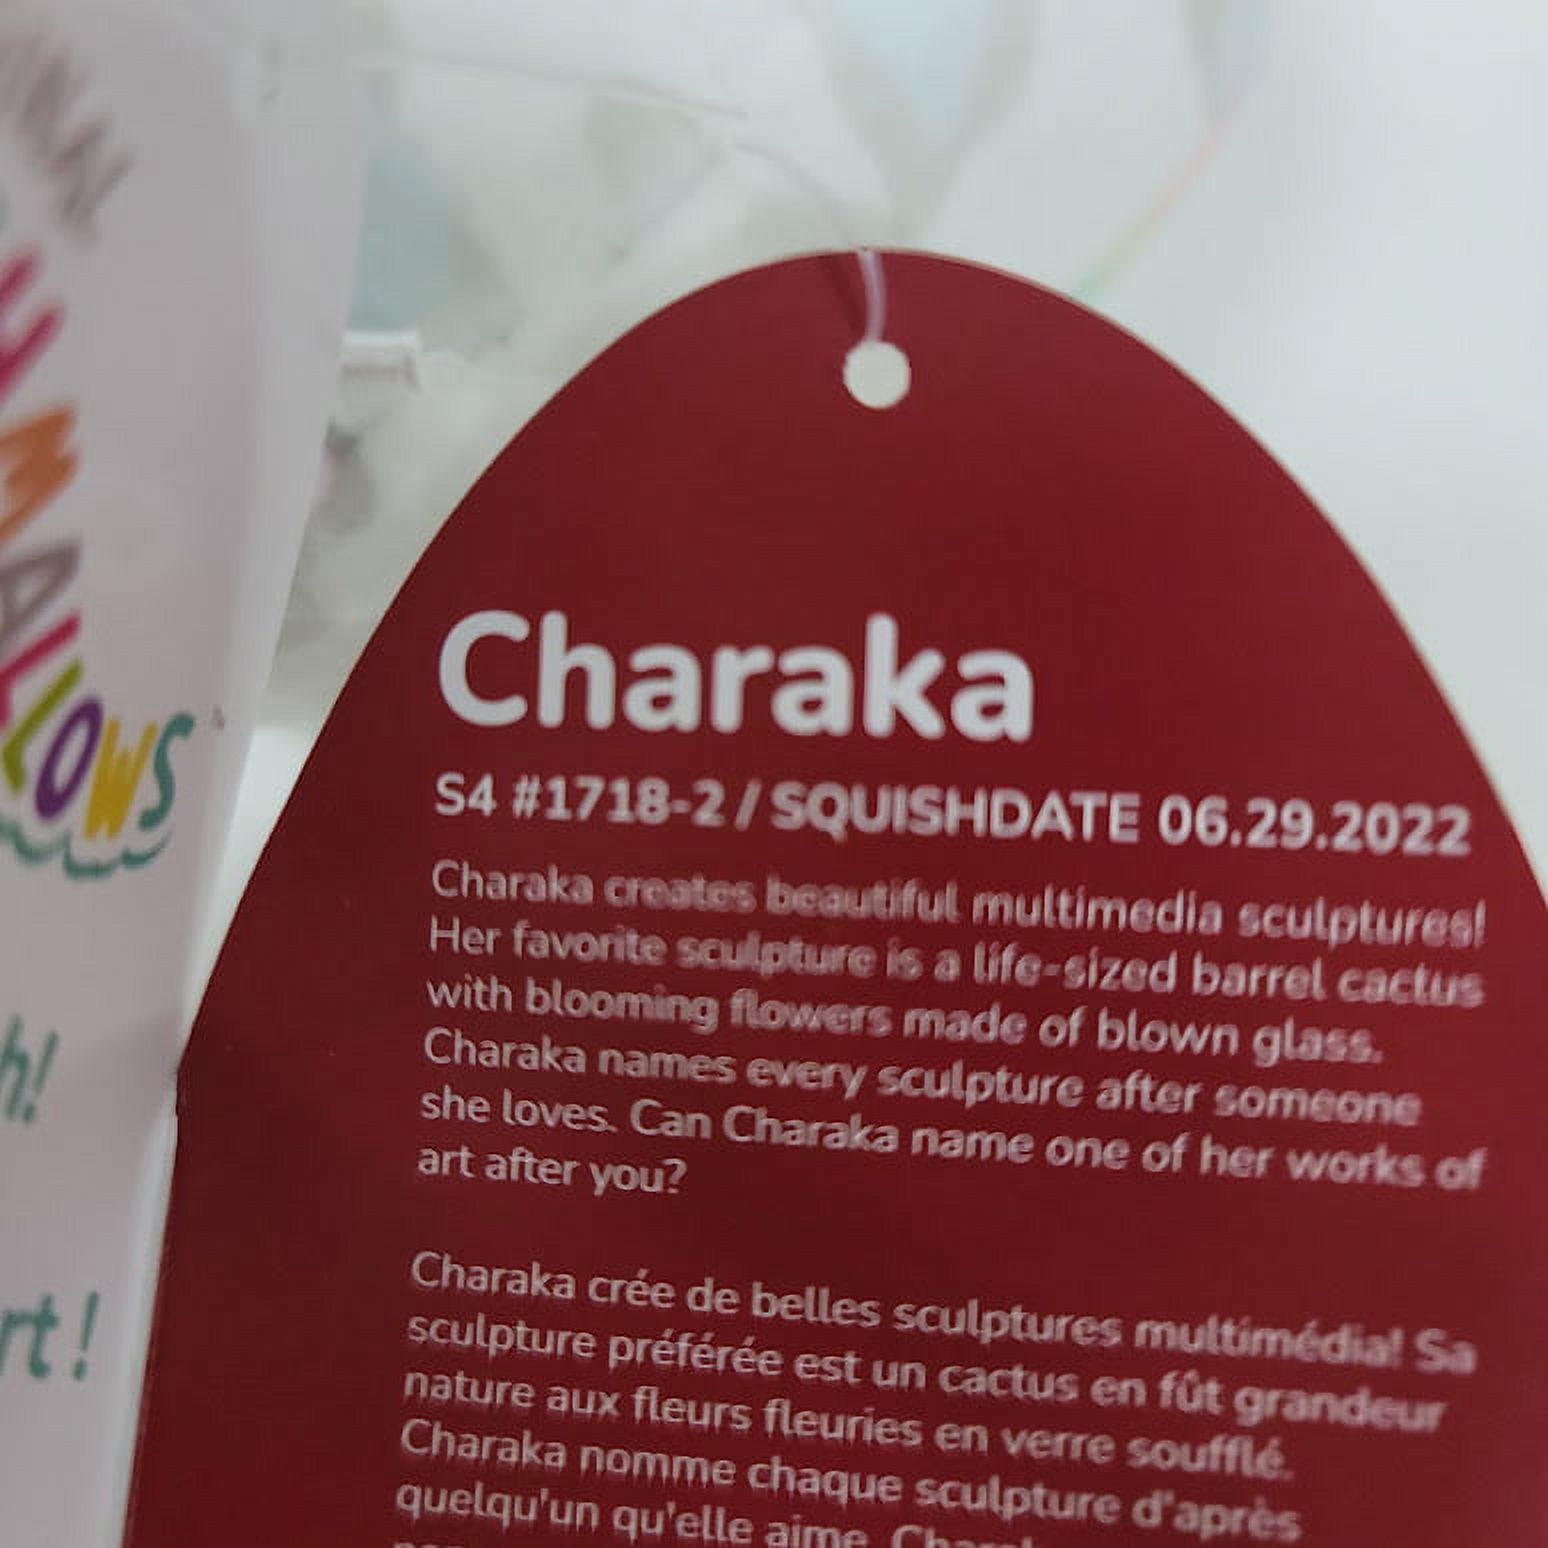 ALLOWS
h!
rt!
Charaka
S4 #1718-2 / SQUISHDATE 06.29.2022
Charaka creates beautiful multimedia sculptures!
Her favorite sculpture is a life-sized barrel cactus
with blooming flowers made of blown glass.
Charaka names every sculpture after someone
she loves. Can Charaka name one of her works of
art after you?
Charaka crée de belles sculptures multimédia! Sa
sculpture préférée est un cactus en fût grandeur
nature aux fleurs fleuries en verre soufflé.
Charaka nomme chaque sculpture d'après
quelqu'un qu'elle aime.